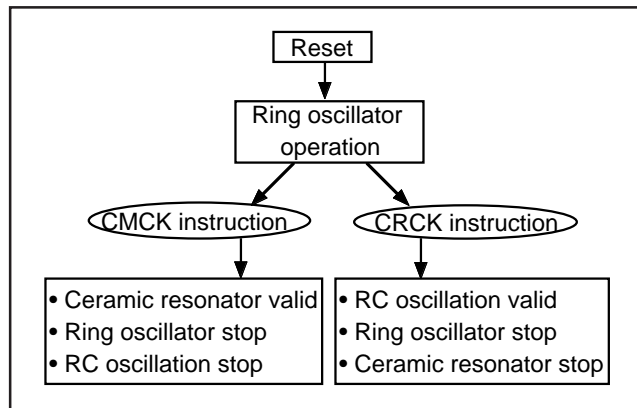 Reset
Ring oscillator
operation
CMCK instruction
CRCK instruction
• Ceramic resonator valid
• Ring oscillator stop
• RC oscillation stop
• RC oscillation valid
• Ring oscillator stop
• Ceramic resonator stop